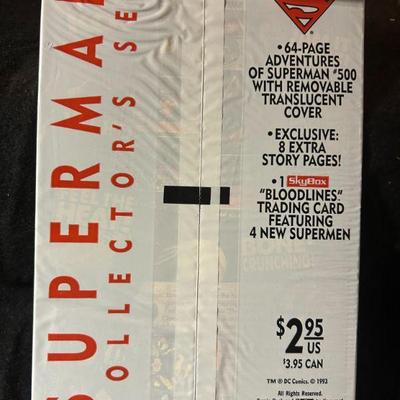 SUPERMAN
COLLECTOR'S SE
•64-PAGE
ADVENTURES
OF SUPERMAN #500
WITH REMOVABLE
TRANSLUCENT
COVER
•EXCLUSIVE:
8 EXTRA
STORY PAGES!
•1 SkyBox
"BLOODLINES"
TRADING CARD
FEATURING
4 NEW SUPERMEN
$2.95
US
$3.95 CAN
TM ® DC Comics. © 1993
All Rights Reserved.